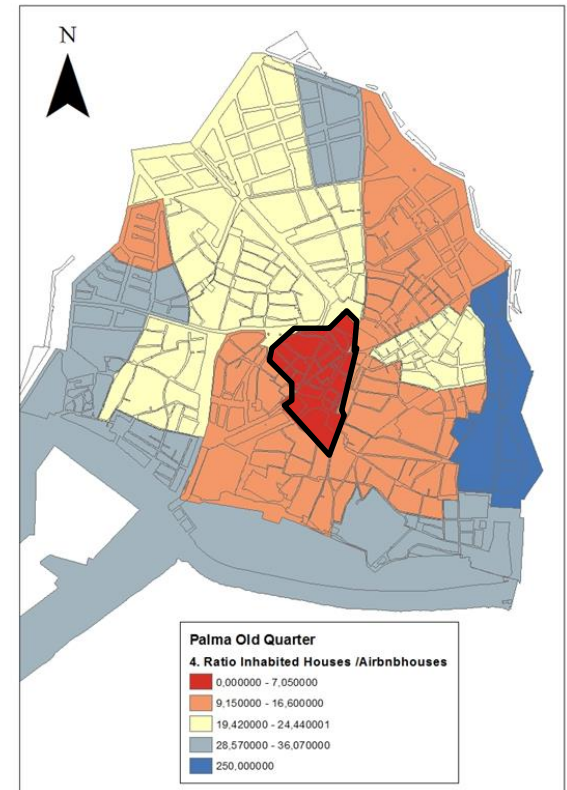 N
Palma Old Quarter
4. Ratio Inhabited Houses /Airbnbhouses
0,000000 - 7,050000
9,150000 - 16,600000
19,420000 - 24,440001
28,570000 - 36,070000
250,000000